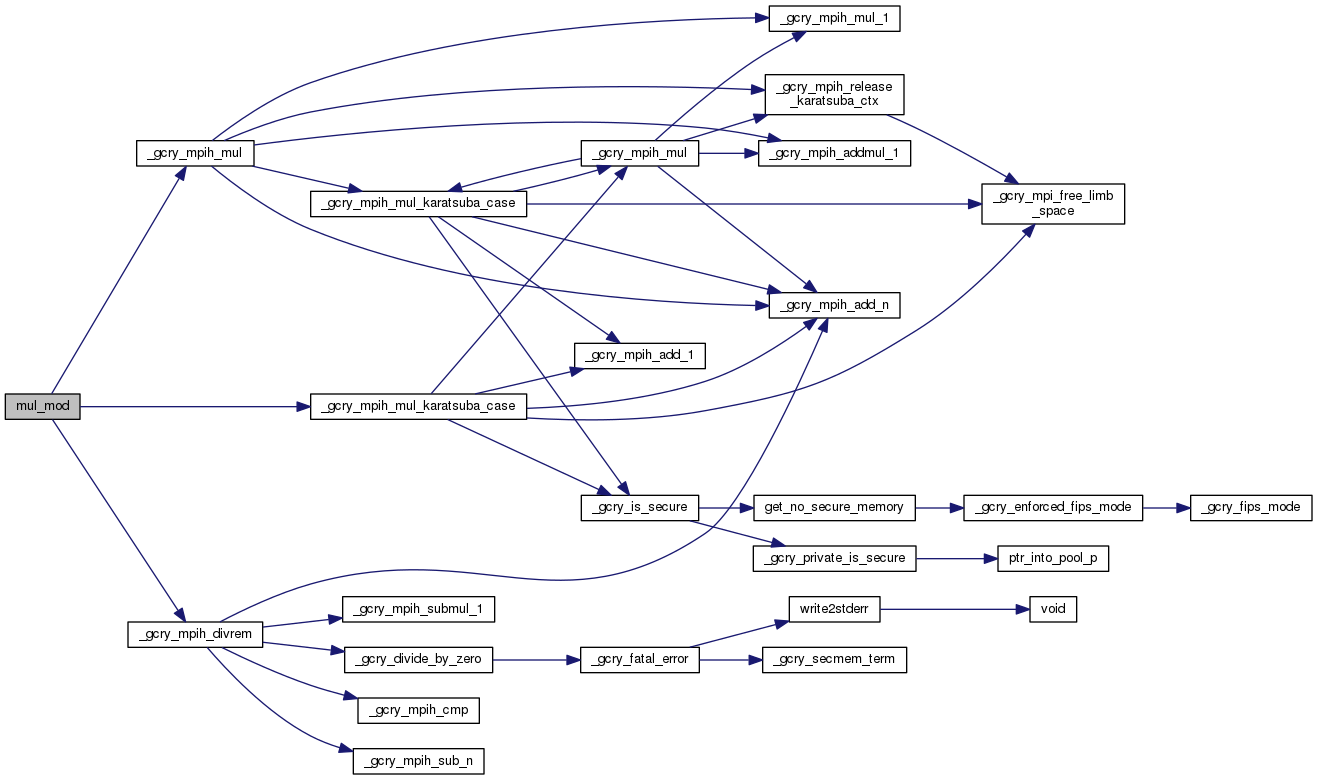 _gcry_mpih_mul_1
_gcry_mpih_release
_karatsuba_ctx
_gcry_mpih_mul
_gcry_mpih_mul
_gcry_mpih_addmul_1
_gcry_mpih_mul_karatsuba_case
_gcry_mpi_free_limb
_space
_gcry_mpih_add_n
_gcry_mpih_add_1
mul_mod
_gcry_mpih_mul_karatsuba_case
_gcry_is_secure
get_no_secure_memory
_gcry_enforced_fips_mode
_gcry_fips_mode
_gcry_private_is_secure
ptr_into_pool_p
_gcry_mpih_submul_1
write2stderr
void
_gcry_mpih_divrem
_gcry_divide_by_zero
_gcry_fatal_error
_gcry_secmem_term
_gcry_mpih_cmp
_gcry_mpih_sub_n